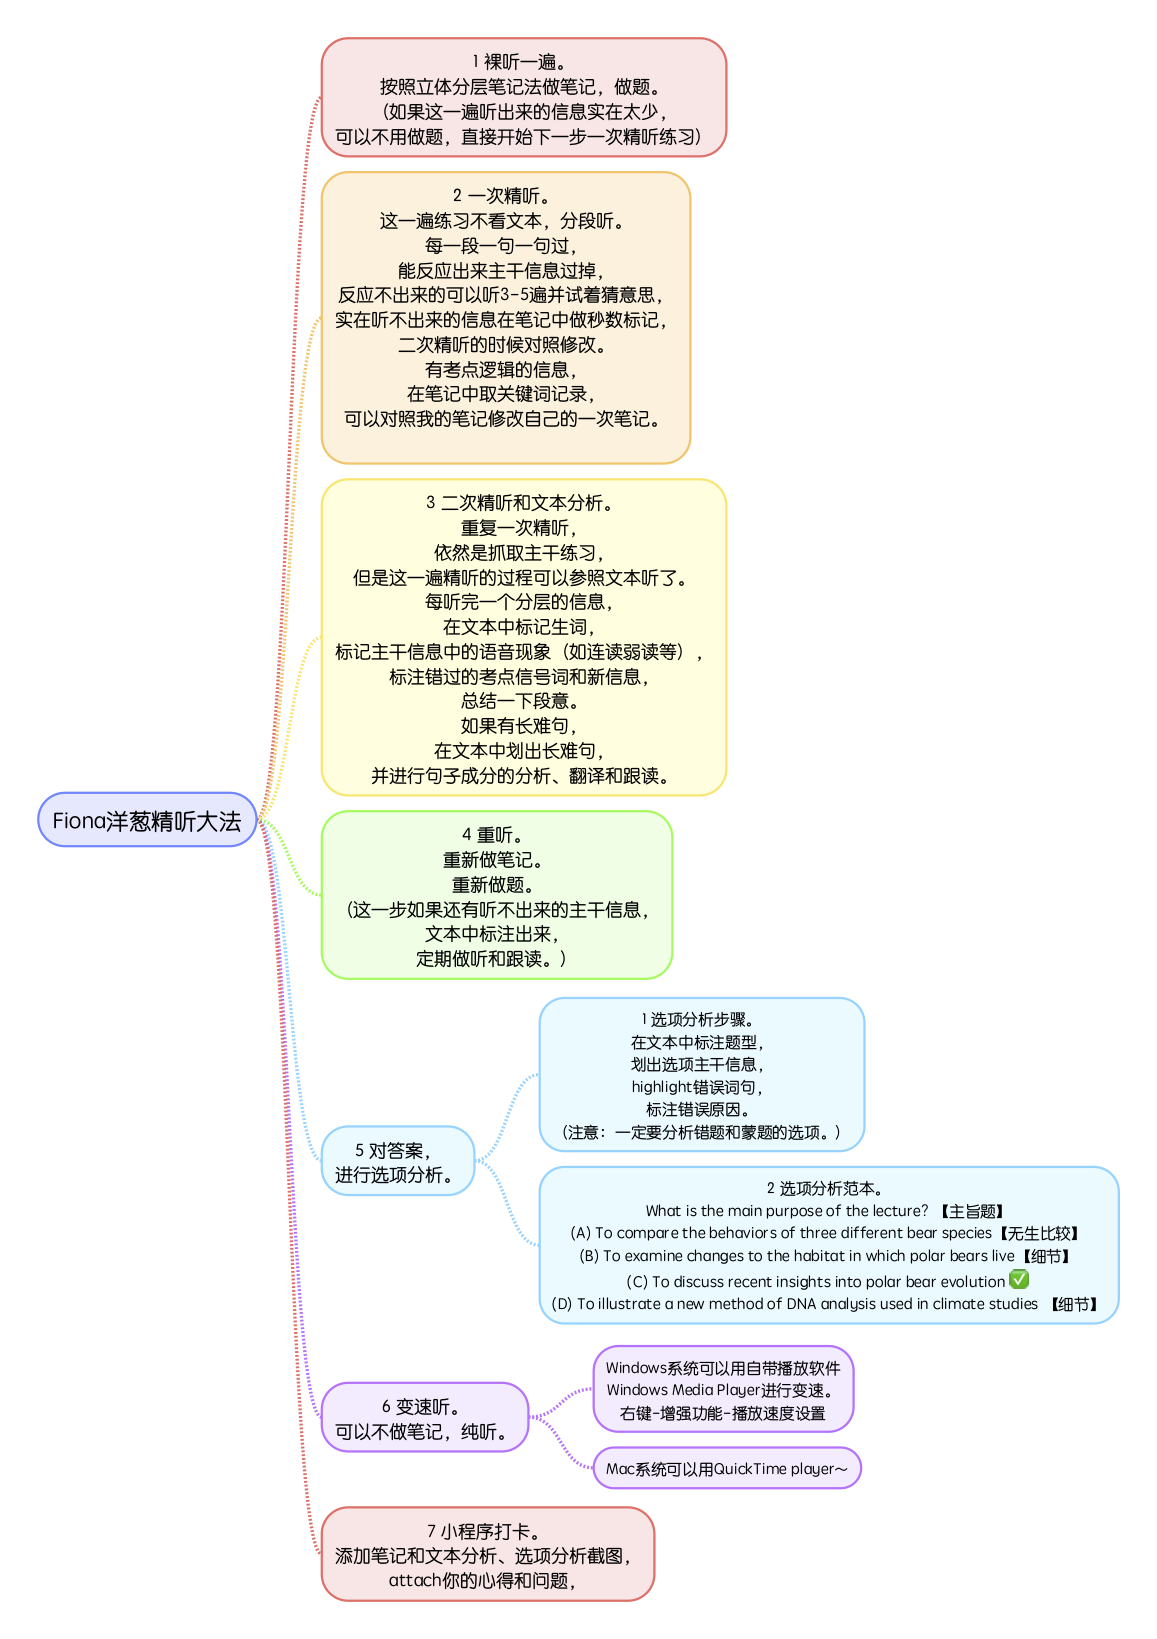 Fiona洋葱精听大法
1 裸听一遍。
按照立体分层笔记法做笔记，做题。
（如果这一遍听出来的信息实在太少，
可以不用做题，直接开始下一步一次精听练习）
2 一次精听。
这一遍练习不看文本，分段听。
每一段一句一句过，
能反应出来主干信息过掉，
反应不出来的可以听3-5遍并试着猜意思，
实在听不出来的信息在笔记中做秒数标记，
二次精听的时候对照修改。
有考点逻辑的信息，
在笔记中取关键词记录，
可以对照我的笔记修改自己的一次笔记。
3 二次精听和文本分析。
重复一次精听，
依然是抓取主干练习，
但是这一遍精听的过程可以参照文本听了。
每听完一个分层的信息，
在文本中标记生词，
标记主干信息中的语音现象（如连读弱读等），
标注错过的考点信号词和新信息，
总结一下段意。
如果有长难句，
在文本中划出长难句，
并进行句子成分的分析、翻译和跟读。
4 重听。
重新做笔记。
重新做题。
（这一步如果还有听不出来的主干信息，
文本中标注出来，
定期做听和跟读。）
5 对答案，
进行选项分析。
1 选项分析步骤。
在文本中标注题型，
划出选项主干信息，
highlight错误词句，
标注错误原因。
（注意：一定要分析错题和蒙题的选项。）
2 选项分析范本。
What is the main purpose of the lecture? 【主旨题】
(A) To compare the behaviors of three different bear species【无生比较】
(B) To examine changes to the habitat in which polar bears live【细节】
(C) To discuss recent insights into polar bear evolution ✅
(D) To illustrate a new method of DNA analysis used in climate studies 【细节】
6 变速听。
可以不做笔记，纯听。
Windows系统可以用自带播放软件
Windows Media Player进行变速。
右键-增强功能-播放速度设置
Mac系统可以用QuickTime player～
7 小程序打卡。
添加笔记和文本分析、选项分析截图，
attach你的心得和问题，